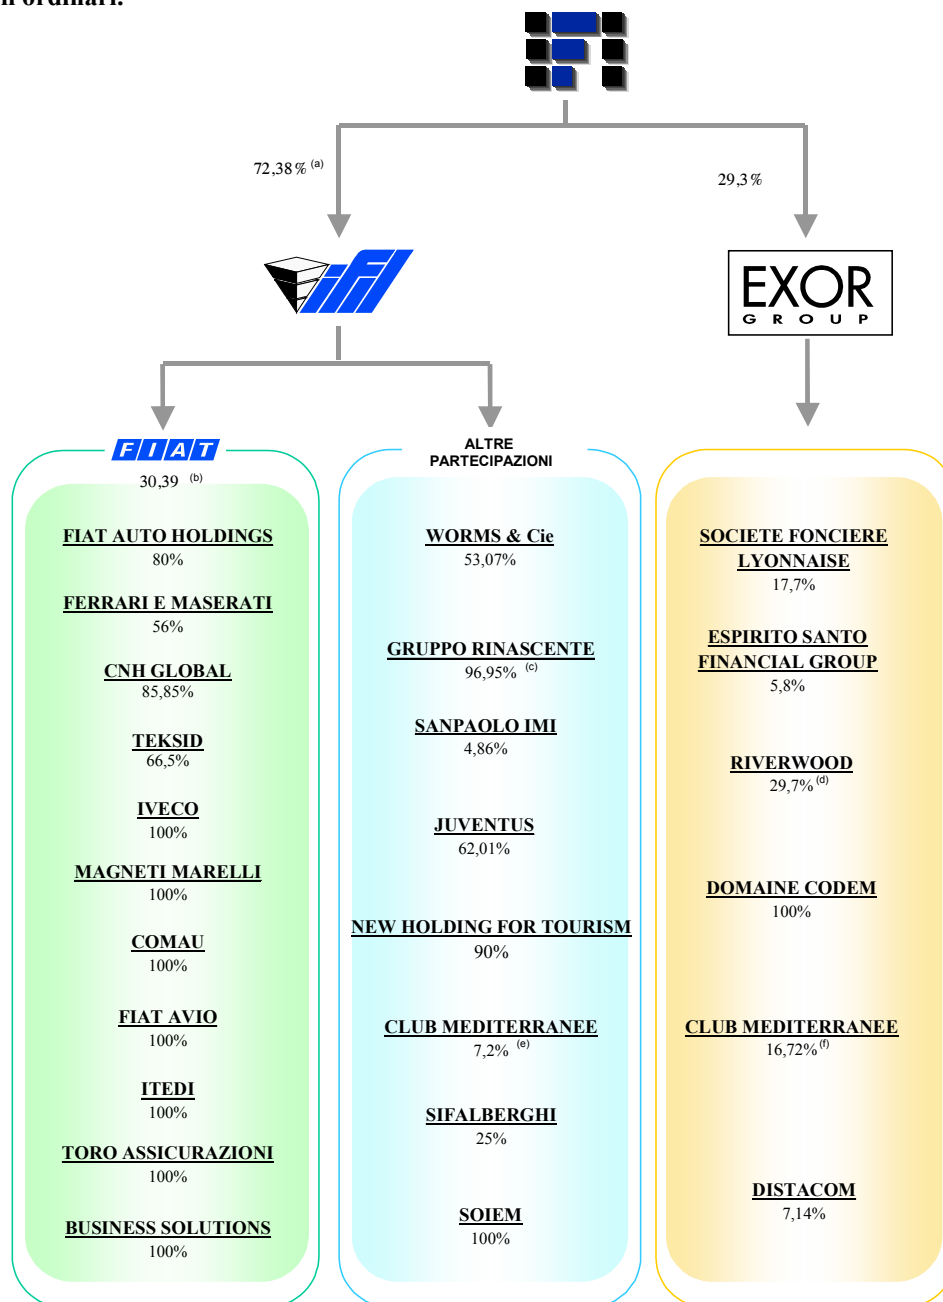 n ordinari.
72,38% (a)
29,3%
ifil
EXOR
GROUP
FIAT
30,39 (b)
FIAT AUTO HOLDINGS
80%
FERRARI E MASERATI
56%
CNH GLOBAL
85,85%
TEKSID
66,5%
IVECO
100%
MAGNETI MARELLI
100%
COMAU
100%
FIAT AVIO
100%
ITEDI
100%
TORO ASSICURAZIONI
100%
BUSINESS SOLUTIONS
100%
ALTRE
PARTECIPAZIONI
WORMS & Cie
53,07%
GRUPPO RINASCENTE
96,95% (c)
SANPAOLO IMI
4,86%
JUVENTUS
62,01%
NEW HOLDING FOR TOURISM
90%
CLUB MEDITERRANEE
7,2% (e)
SIFALBERGHI
25%
SOIEM
100%
SOCIETE FONCIERE
LYONNAISE
17,7%
ESPIRITO SANTO
FINANCIAL GROUP
5,8%
RIVERWOOD
29,7% (d)
DOMAINE CODEM
100%
CLUB MEDITERRANEE
16,72% (f)
DISTACOM
7,14%